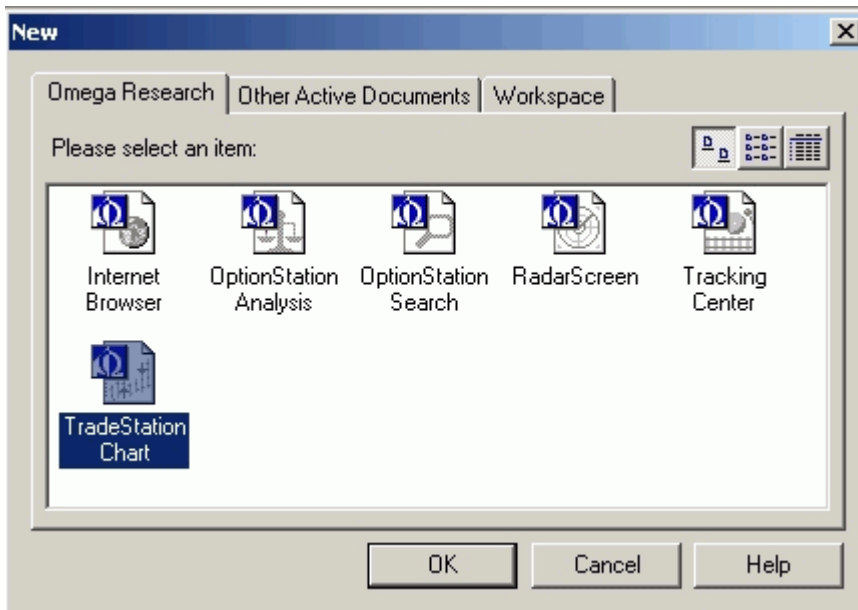 New
Omega Research Other Active Documents Workspace
Please select an item:
Internet Browser
OptionStation Analysis
OptionStation Search
RadarScreen
Tracking Center
TradeStation Chart
OK Cancel Help